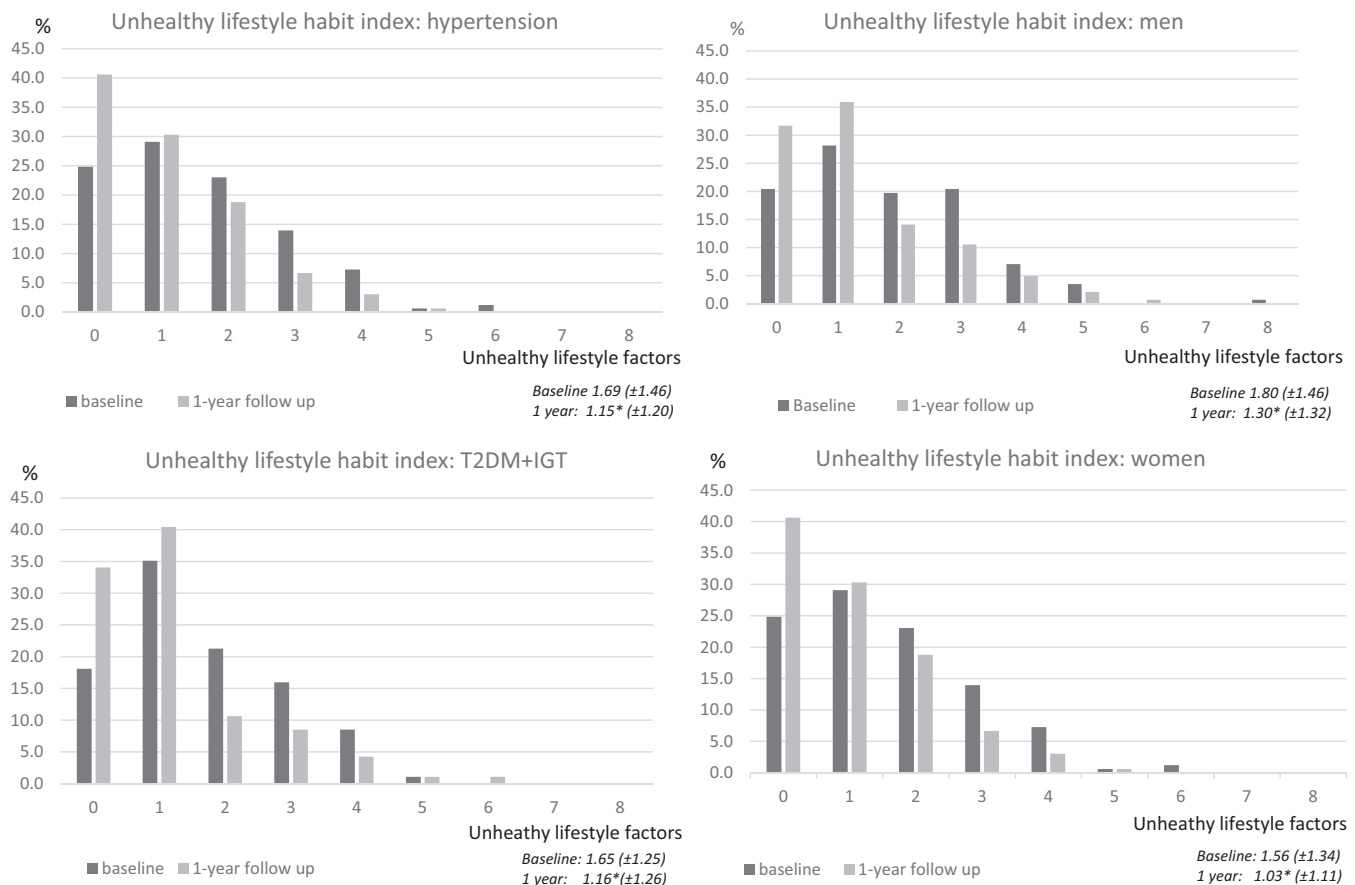 Unhealthy lifestyle habit index: hypertension
%
45.0
40.0
35.0
30.0
25.0
20.0
15.0
10.0
5.0
0.0
0 1 2 3 4 5 6 7 8
Unhealthy lifestyle factors
baseline 1-year follow up
Baseline 1.69 (±1.46)
1 year: 1.15* (±1.20)
Unhealthy lifestyle habit index: men
%
45.0
40.0
35.0
30.0
25.0
20.0
15.0
10.0
5.0
0.0
0 1 2 3 4 5 6 7 8
Unhealthy lifestyle factors
Baseline 1-year follow up
Baseline 1.80 (±1.46)
1 year: 1.30* (±1.32)
Unhealthy lifestyle habit index: T2DM+IGT
%
45.0
40.0
35.0
30.0
25.0
20.0
15.0
10.0
5.0
0.0
0 1 2 3 4 5 6 7 8
Unheathy lifestyle factors
baseline 1-year follow up
Baseline: 1.65 (±1.25)
1 year: 1.16*(±1.26)
Unhealthy lifestyle habit index: women
%
45.0
40.0
35.0
30.0
25.0
20.0
15.0
10.0
5.0
0.0
0 1 2 3 4 5 6 7 8
Unhealthy lifestyle factors
baseline 1-year follow up
Baseline: 1.56 (±1.34)
1 year: 1.03* (±1.11)